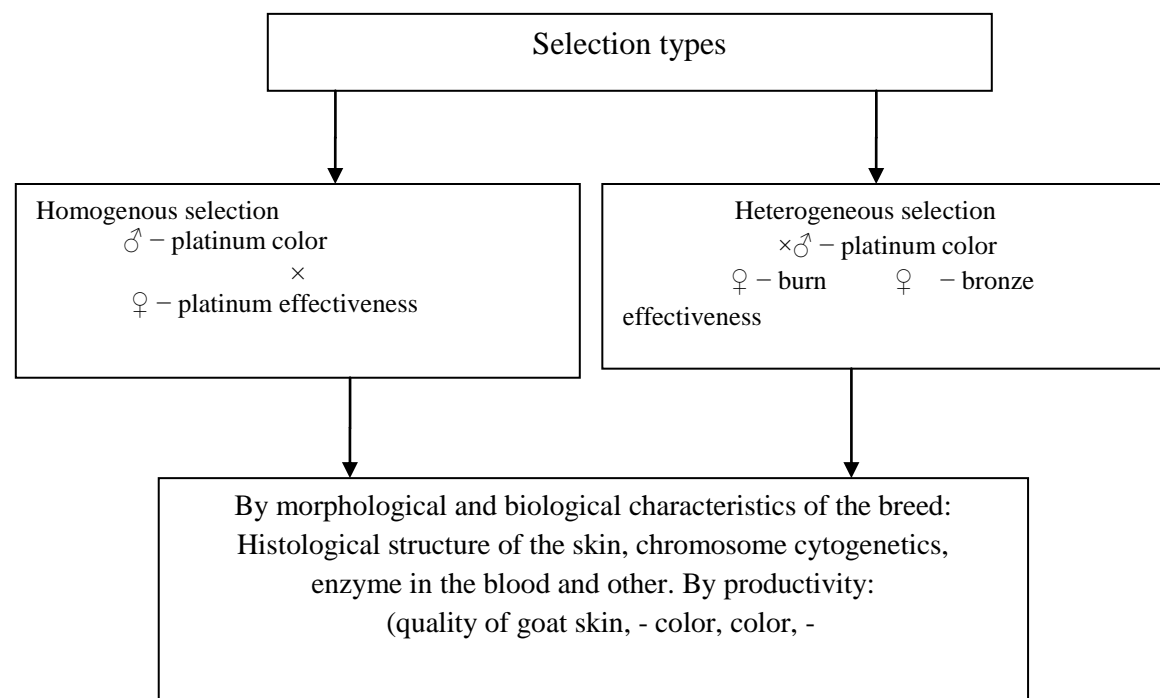 Selection types
Homogenous selection
♂ − platinum color
×
♀ − platinum effectiveness
Heterogeneous selection
×♂ − platinum color
♀ − burn ♀ − bronze
effectiveness
By morphological and biological characteristics of the breed:
Histological structure of the skin, chromosome cytogenetics,
enzyme in the blood and other. By productivity:
(quality of goat skin, - color, color, -